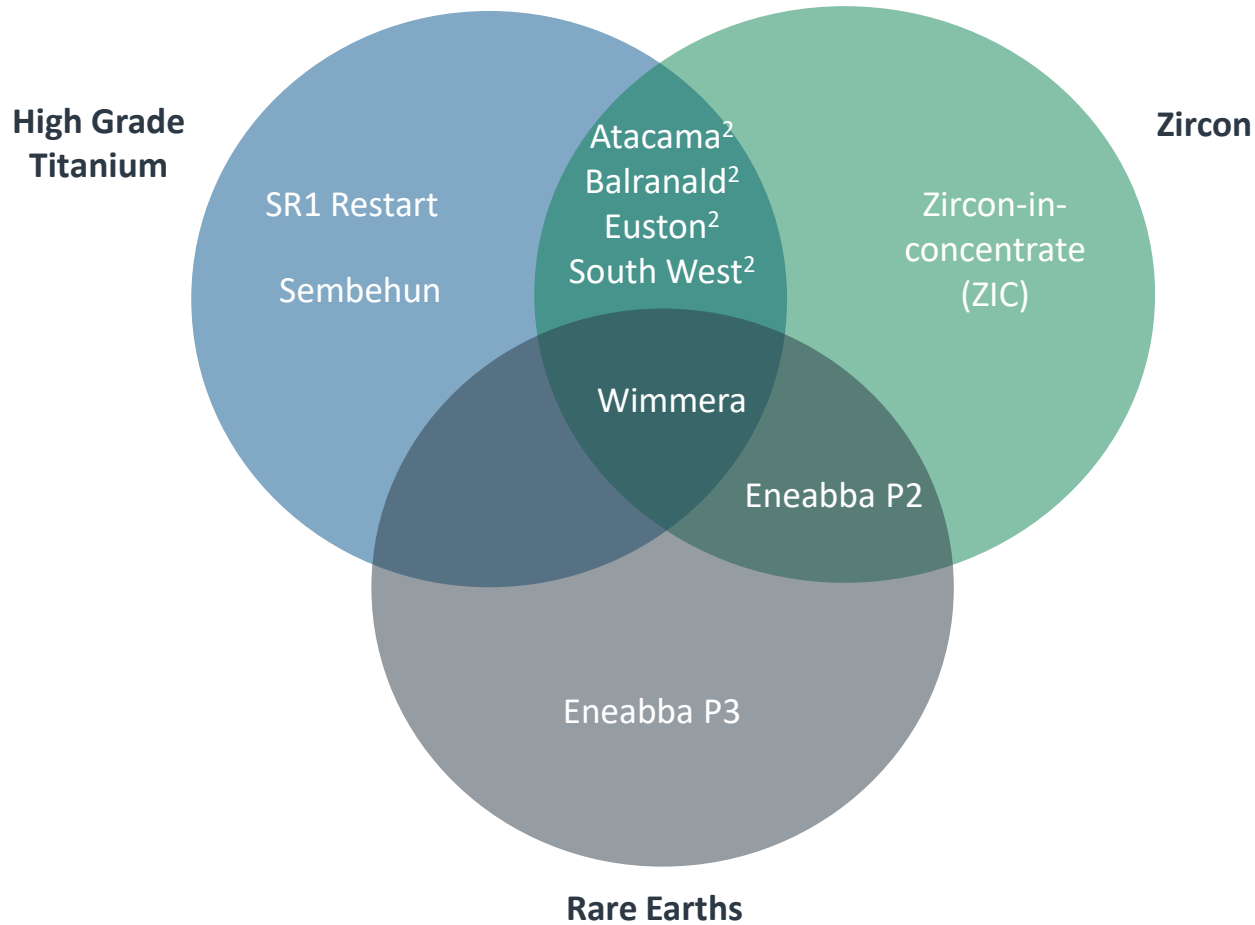 High Grade
Titanium
Zircon
SR1 Restart
Sembehun
Atacama²
Balranald²
Euston²
South West²
Zircon-in-
concentrate
(ZIC)
Wimmera
Eneabba P2
Eneabba P3
Rare Earths